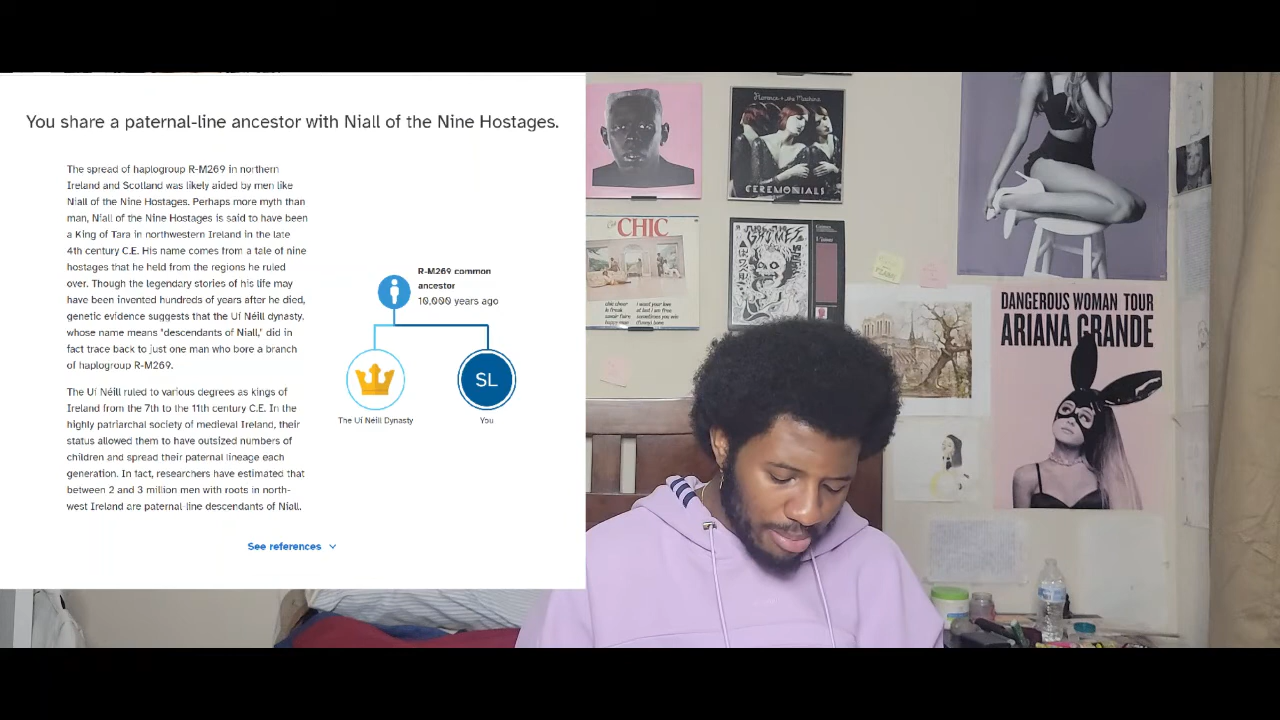 You share a paternal-line ancestor with Niall of the Nine Hostages.
The spread of haplogroup R-M269 in northern
Ireland and Scotland was likely aided by men like
Niall of the Nine Hostages. Perhaps more myth than
man, Niall of the Nine Hostages is said to have been
a King of Tara in northwestern Ireland in the late
4th century C.E. His name comes from a tale of nine
hostages that he held from the regions he ruled
over. Though the legendary stories of his life may
have been invented hundreds of years after he died,
genetic evidence suggests that the Uí Néill dynasty,
whose name means "descendants of Niall," did in
fact trace back to just one man who bore a branch
of haplogroup R-M269.
The Uí Néill ruled to various degrees as kings of
Ireland from the 7th to the 11th century C.E. In the
highly patriarchal society of medieval Ireland, their
status allowed them to have outsized numbers of
children and spread their paternal lineage each
generation. In fact, researchers have estimated that
between 2 and 3 million men with roots in north-
west Ireland are paternal-line descendants of Niall.
R-M269 common
ancestor
10,000 years ago
SL
The Uí Néill Dynasty
You
See references
Florence + the Machine
CEREMONIALS
CHIC
GRIMES
DANGEROUS WOMAN TOUR
ARIANA GRANDE